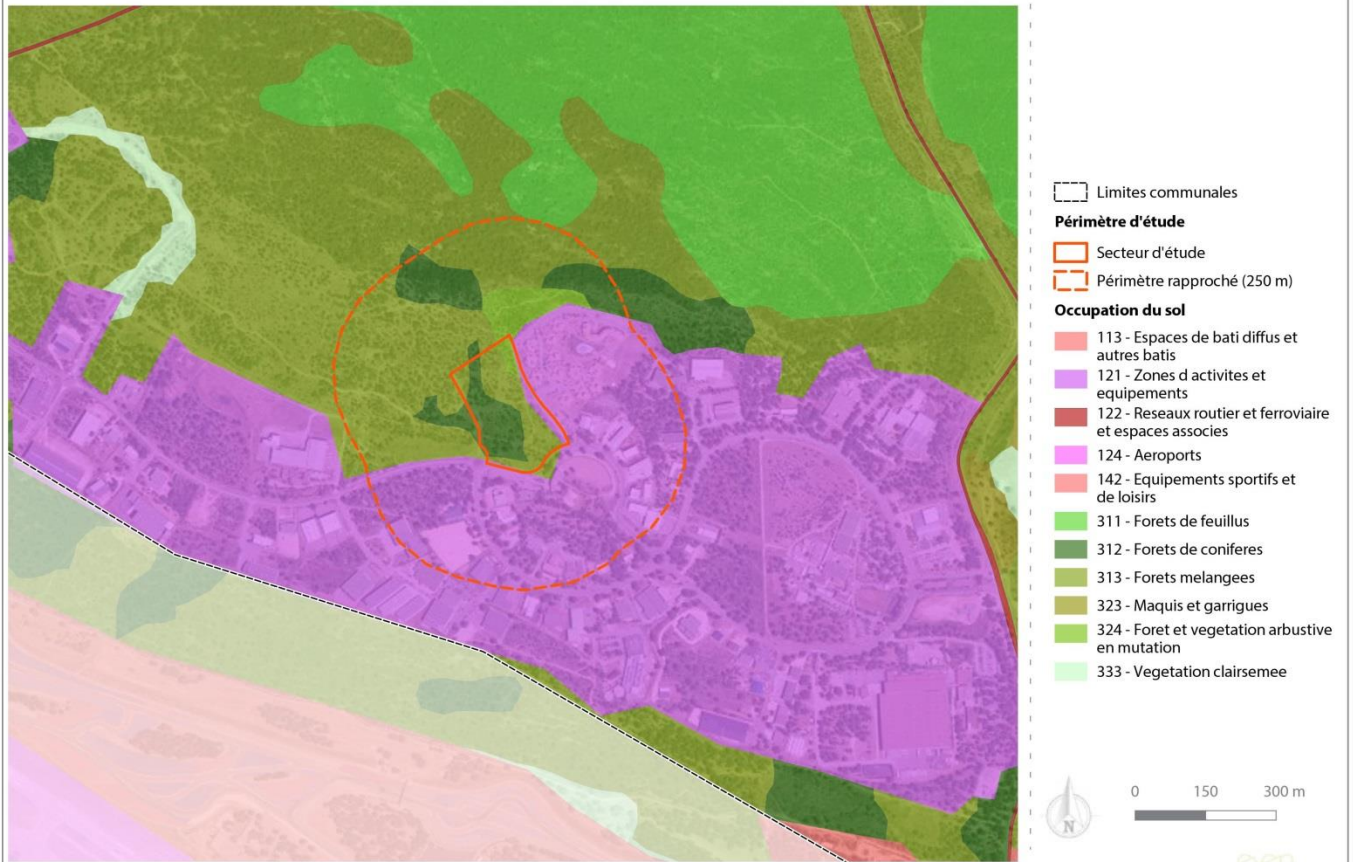 Limites communales
Périmètre d'étude
Secteur d'étude
Périmètre rapproché (250 m)
Occupation du sol
113 - Espaces de bati diffus et
autres batis
121 - Zones d activites et
equipements
122 - Reseaux routier et ferroviaire
et espaces associes
124 - Aeroports
142 - Equipements sportifs et
de loisirs
311 - Forets de feuillus
312 - Forets de coniferes
313 - Forets melangees
323 - Maquis et garrigues
324 - Foret et vegetation arbustive
en mutation
333 - Vegetation clairsemee
0 150 300 m
N